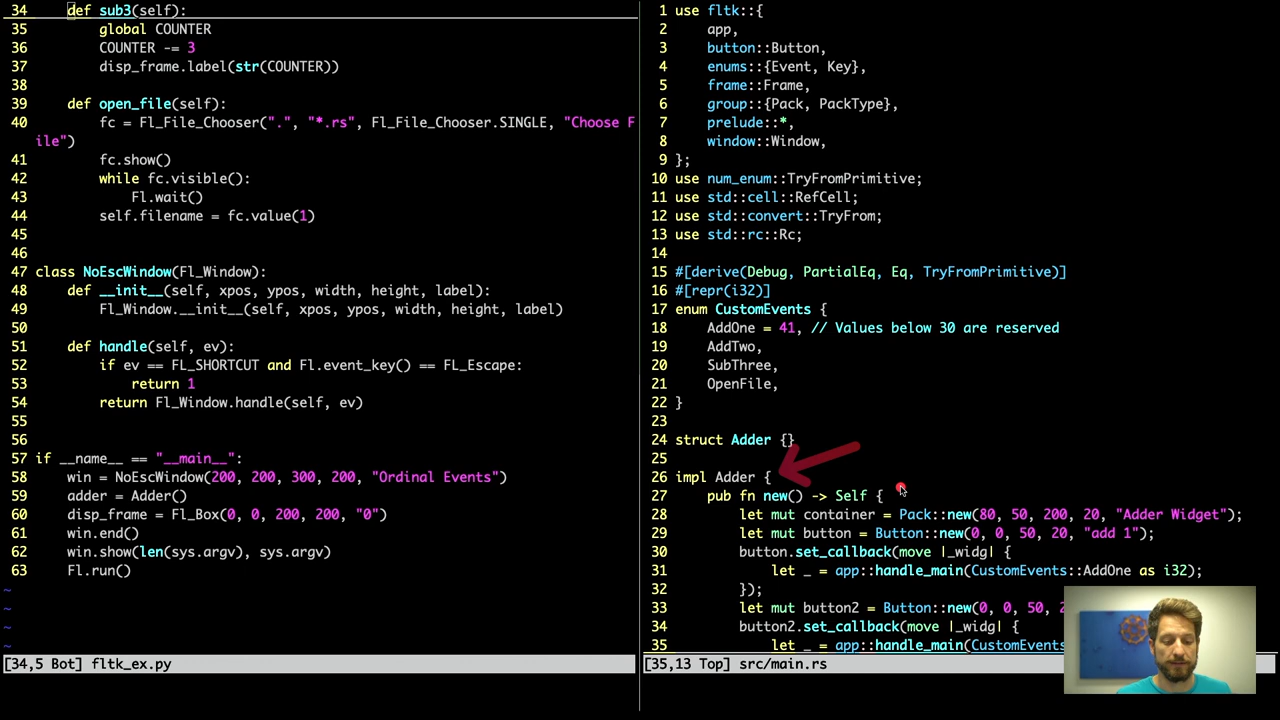 34     def sub3(self):
35         global COUNTER
36         COUNTER -= 3
37         disp_frame.label(str(COUNTER))
38
39     def open_file(self):
40         fc = Fl_File_Chooser(".", "*.rs", Fl_File_Chooser.SINGLE, "Choose F
ile")
41         fc.show()
42         while fc.visible():
43             Fl.wait()
44         self.filename = fc.value(1)
45
46
47 class NoEscWindow(Fl_Window):
48     def __init__(self, xpos, ypos, width, height, label):
49         Fl_Window.__init__(self, xpos, ypos, width, height, label)
50
51     def handle(self, ev):
52         if ev == FL_SHORTCUT and Fl.event_key() == FL_Escape:
53             return 1
54         return Fl_Window.handle(self, ev)
55
56
57 if __name__ == "__main__":
58     win = NoEscWindow(200, 200, 300, 200, "Ordinal Events")
59     adder = Adder()
60     disp_frame = Fl_Box(0, 0, 200, 200, "0")
61     win.end()
62     win.show(len(sys.argv), sys.argv)
63     Fl.run()
~
~
~
~
[34,5 Bot] fltk_ex.py
1 use fltk::{
2     app,
3     button::Button,
4     enums::{Event, Key},
5     frame::Frame,
6     group::{Pack, PackType},
7     prelude::*,
8     window::Window,
9 };
10 use num_enum::TryFromPrimitive;
11 use std::cell::RefCell;
12 use std::convert::TryFrom;
13 use std::rc::Rc;
14
15 #[derive(Debug, PartialEq, Eq, TryFromPrimitive)]
16 #[repr(i32)]
17 enum CustomEvents {
18     AddOne = 41, // Values below 30 are reserved
19     AddTwo,
20     SubThree,
21     OpenFile,
22 }
23
24 struct Adder {}
25
26 impl Adder {
27     pub fn new() -> Self {
28         let mut container = Pack::new(80, 50, 200, 20, "Adder Widget");
29         let mut button = Button::new(0, 0, 50, 20, "add 1");
30         button.set_callback(move |_widg| {
31             let _ = app::handle_main(CustomEvents::AddOne as i32);
32         });
33         let mut button2 = Button::new(0, 0, 50, 2
34         button2.set_callback(move |_widg| {
35             let _ = app::handle_main(CustomEvents
[35,13 Top] src/main.rs